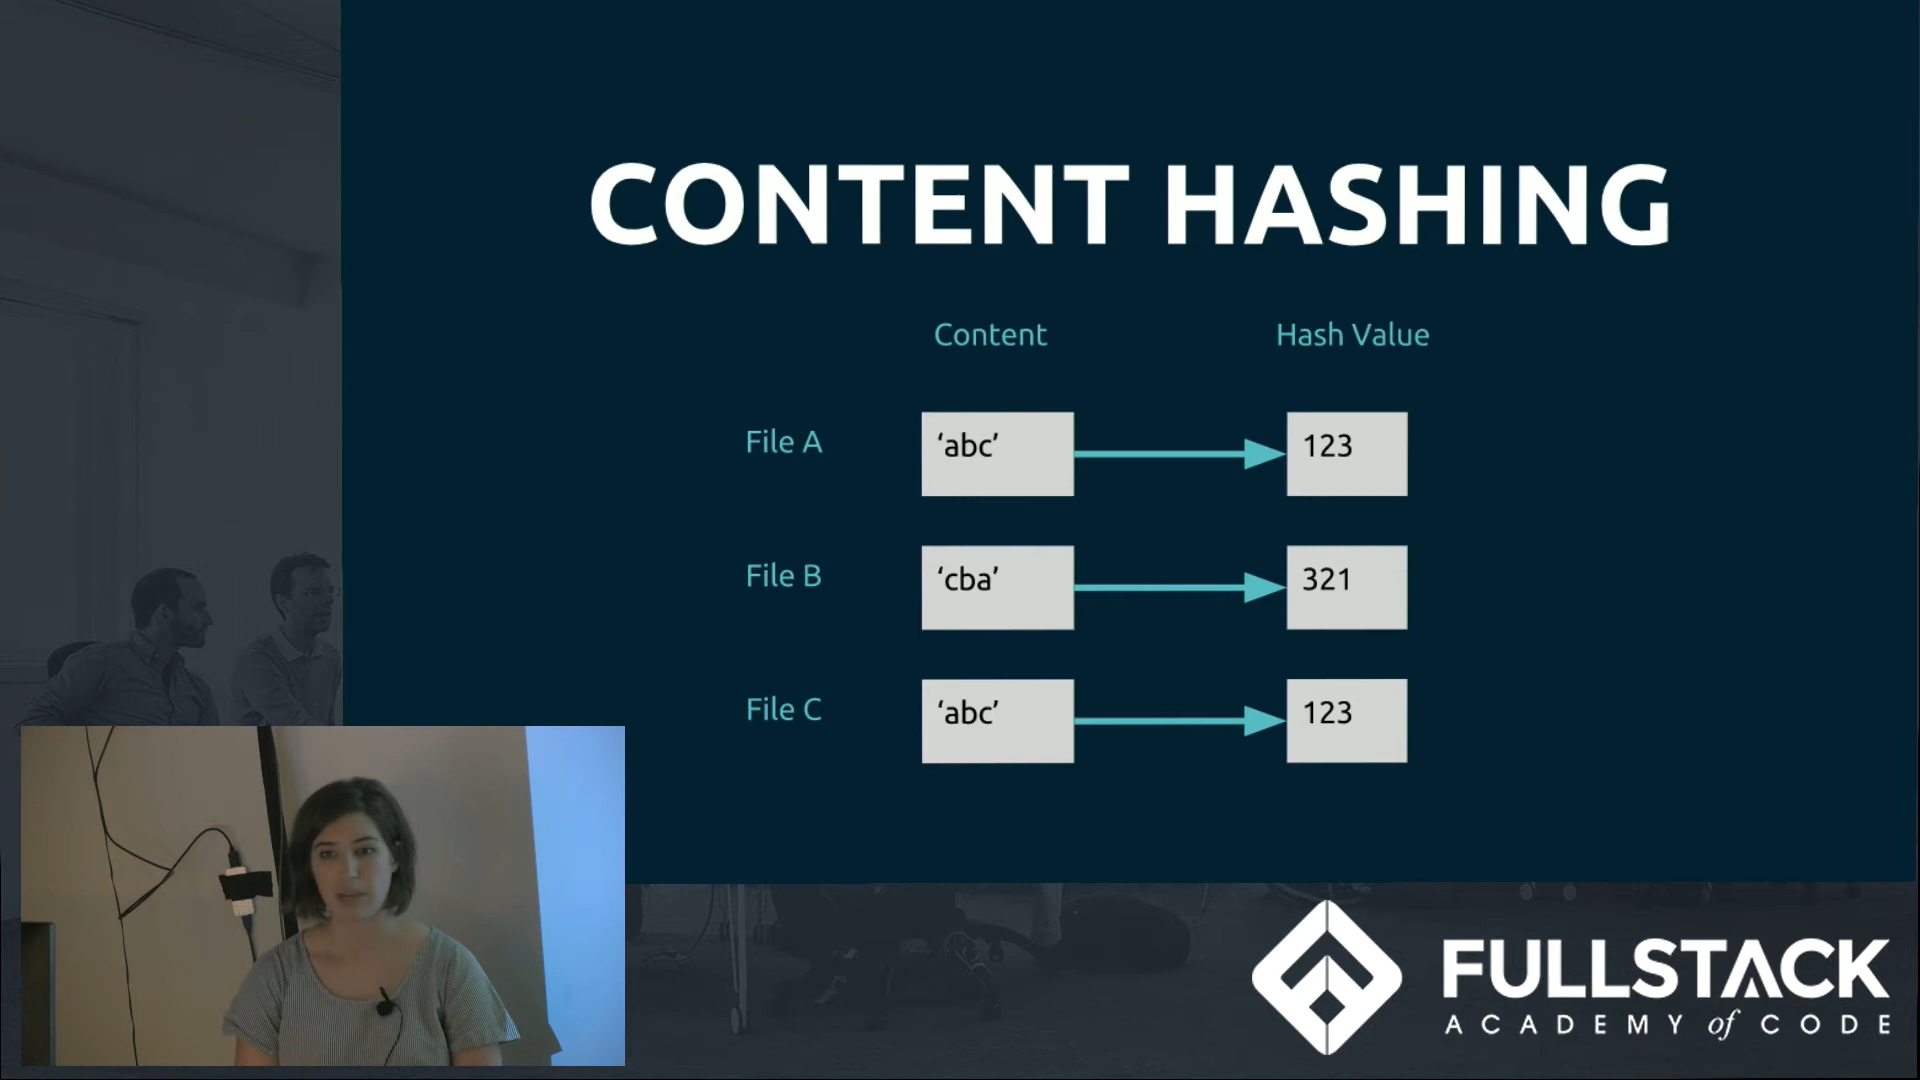 CONTENT HASHING
Content Hash Value
File A ‘abc’ 123
File B ‘cba’ 321
File C ‘abc’ 123
FULLSTACK
ACADEMY of CODE